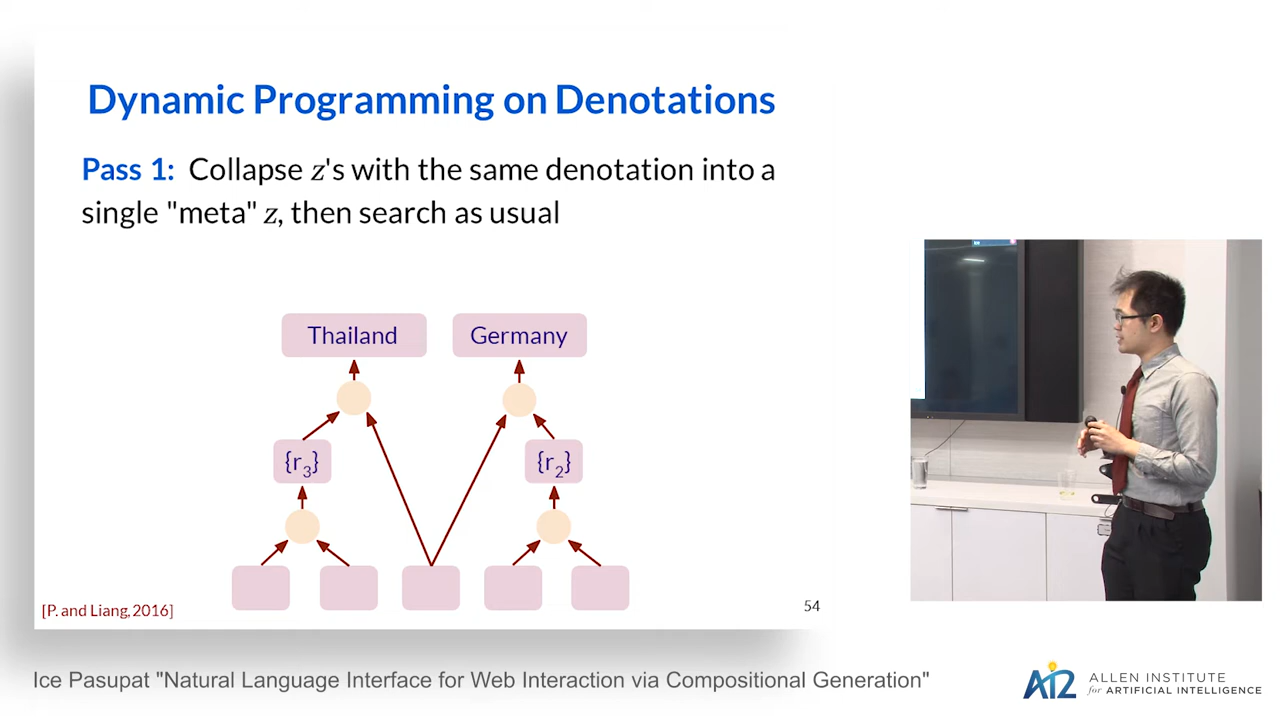 Dynamic Programming on Denotations
Pass 1: Collapse z's with the same denotation into a
single "meta" z, then search as usual
Thailand
Germany
{r3}
{r2}
[P. and Liang, 2016]
54
Ice Pasupat "Natural Language Interface for Web Interaction via Compositional Generation"
AI2
ALLEN INSTITUTE
for ARTIFICIAL INTELLIGENCE